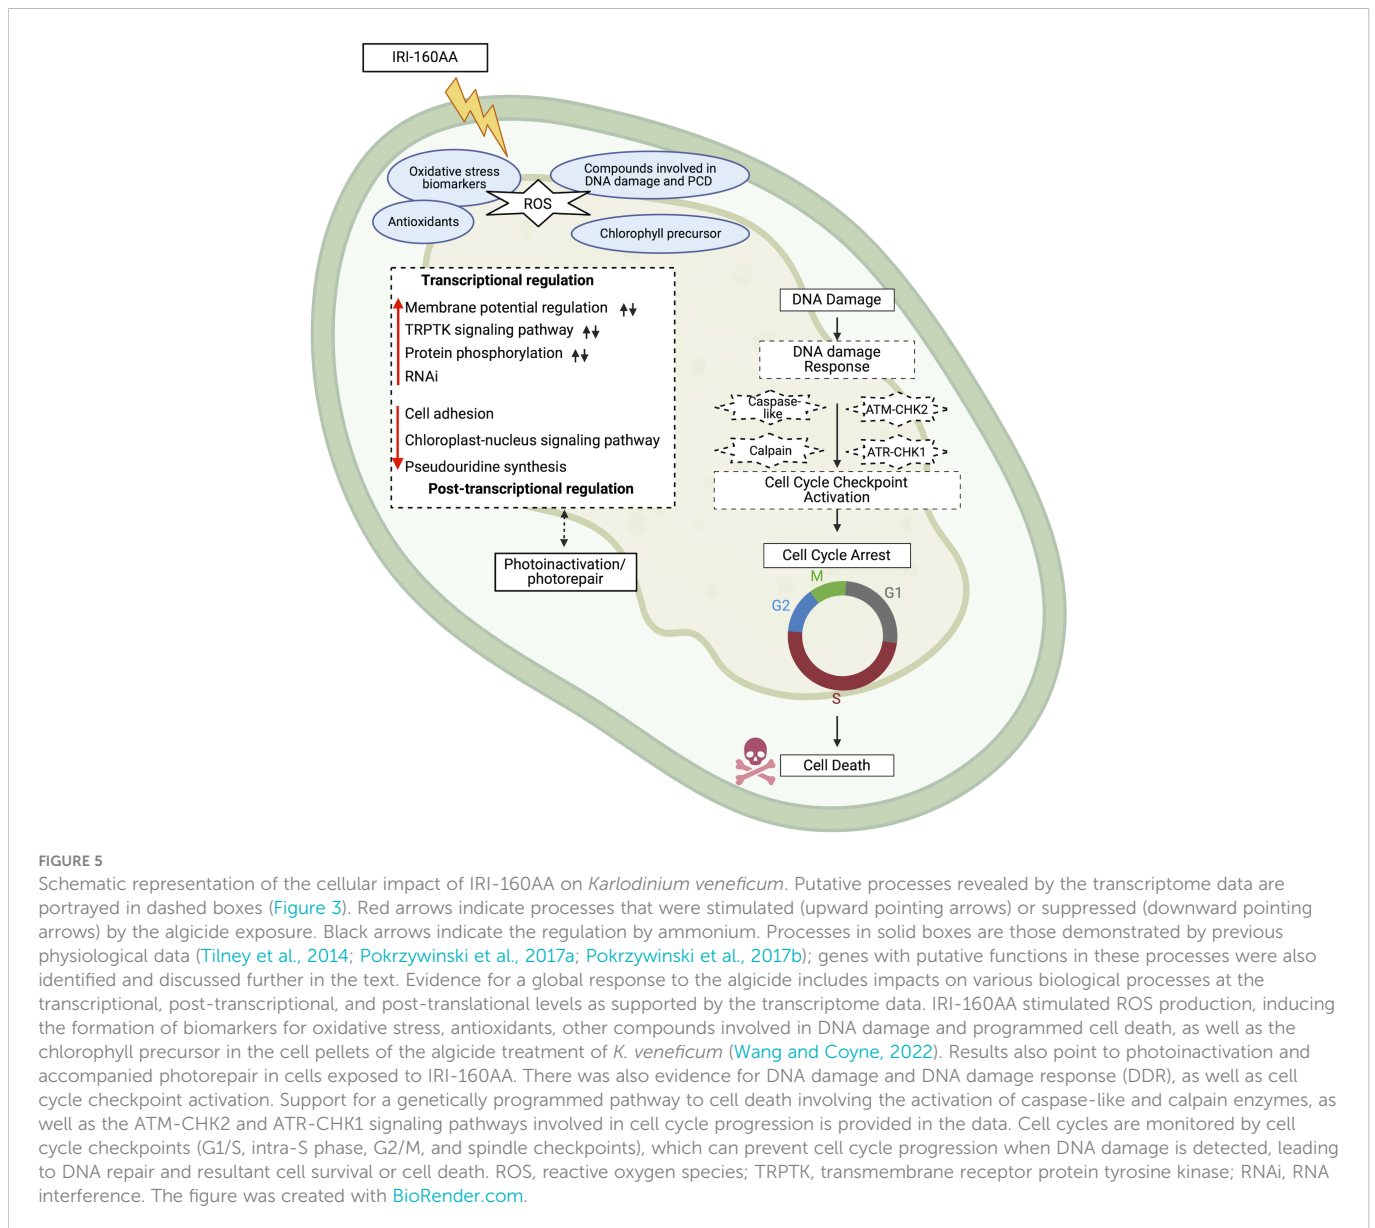 IRI-160AA
Oxidative stress
biomarkers
Compounds involved in
DNA damage and PCD
ROS
Antioxidants
Chlorophyll precursor
Transcriptional regulation
Membrane potential regulation
TRPTK signaling pathway
Protein phosphorylation
RNAi
Cell adhesion
Chloroplast-nucleus signaling pathway
Pseudouridine synthesis
Post-transcriptional regulation
Photoinactivation/
photorepair
DNA Damage
DNA damage
Response
Caspase-
like
ATM-CHK2
Calpain
ATR-CHK1
Cell Cycle Checkpoint
Activation
Cell Cycle Arrest
M
G1
G2
S
Cell Death
FIGURE 5
Schematic representation of the cellular impact of IRI-160AA on Karlodinium veneficum. Putative processes revealed by the transcriptome data are
portrayed in dashed boxes (Figure 3). Red arrows indicate processes that were stimulated (upward pointing arrows) or suppressed (downward pointing
arrows) by the algicide exposure. Black arrows indicate the regulation by ammonium. Processes in solid boxes are those demonstrated by previous
physiological data (Tilney et al., 2014; Pokrzywinski et al., 2017a; Pokrzywinski et al., 2017b); genes with putative functions in these processes were also
identified and discussed further in the text. Evidence for a global response to the algicide includes impacts on various biological processes at the
transcriptional, post-transcriptional, and post-translational levels as supported by the transcriptome data. IRI-160AA stimulated ROS production, inducing
the formation of biomarkers for oxidative stress, antioxidants, other compounds involved in DNA damage and programmed cell death, as well as the
chlorophyll precursor in the cell pellets of the algicide treatment of K. veneficum (Wang and Coyne, 2022). Results also point to photoinactivation and
accompanied photorepair in cells exposed to IRI-160AA. There was also evidence for DNA damage and DNA damage response (DDR), as well as cell
cycle checkpoint activation. Support for a genetically programmed pathway to cell death involving the activation of caspase-like and calpain enzymes, as
well as the ATM-CHK2 and ATR-CHK1 signaling pathways involved in cell cycle progression is provided in the data. Cell cycles are monitored by cell
cycle checkpoints (G1/S, intra-S phase, G2/M, and spindle checkpoints), which can prevent cell cycle progression when DNA damage is detected, leading
to DNA repair and resultant cell survival or cell death. ROS, reactive oxygen species; TRPTK, transmembrane receptor protein tyrosine kinase; RNAi, RNA
interference. The figure was created with BioRender.com.